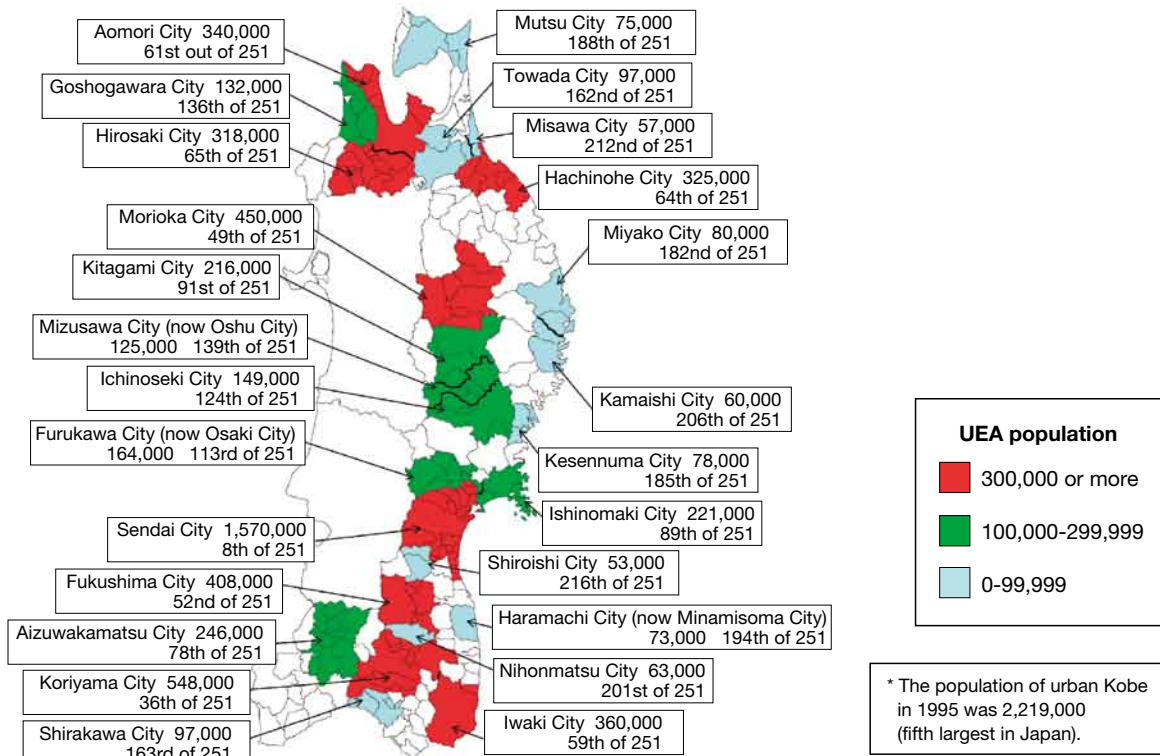 Aomori City 340,000
61st out of 251
Goshogawara City 132,000
136th of 251
Hirosaki City 318,000
65th of 251
Morioka City 450,000
49th of 251
Kitagami City 216,000
91st of 251
Mizusawa City (now Oshu City)
125,000 139th of 251
Ichinoseki City 149,000
124th of 251
Furukawa City (now Osaki City)
164,000 113rd of 251
Sendai City 1,570,000
8th of 251
Fukushima City 408,000
52nd of 251
Aizuwakamatsu City 246,000
78th of 251
Koriyama City 548,000
36th of 251
Shirakawa City 97,000
163rd of 251
Mutsu City 75,000
188th of 251
Towada City 97,000
162nd of 251
Misawa City 57,000
212nd of 251
Hachinohe City 325,000
64th of 251
Miyako City 80,000
182nd of 251
Kamaishi City 60,000
206th of 251
Kesennuma City 78,000
185th of 251
Ishinomaki City 221,000
89th of 251
Shiroishi City 53,000
216th of 251
Haramachi City (now Minamisoma City)
73,000 194th of 251
Nihonmatsu City 63,000
201st of 251
Iwaki City 360,000
59th of 251
UEA population
300,000 or more
100,000-299,999
0-99,999
* The population of urban Kobe
in 1995 was 2,219,000
(fifth largest in Japan).